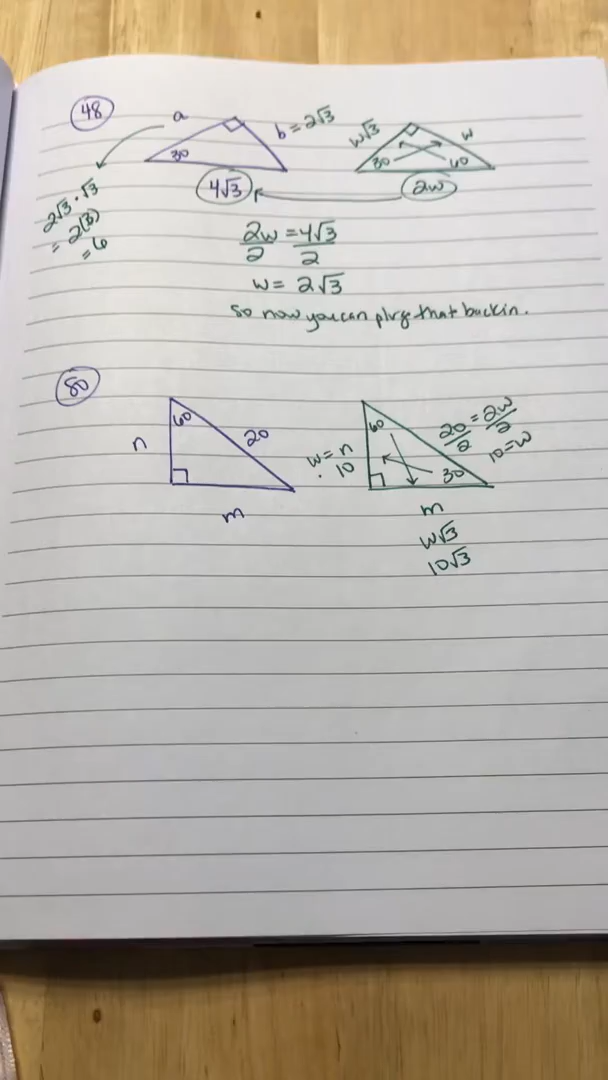 48
a
b = 2√3
30
4√3
w√3
w
30
60
2w
2√3 · √3
= 2(3)
= 6
2w/2 = 4√3/2
w = 2√3
so now you can plug that back in.
80
60
n
20
m
60
w = n
10
20/2 = 2w/2
10 = w
30
m
w√3
10√3